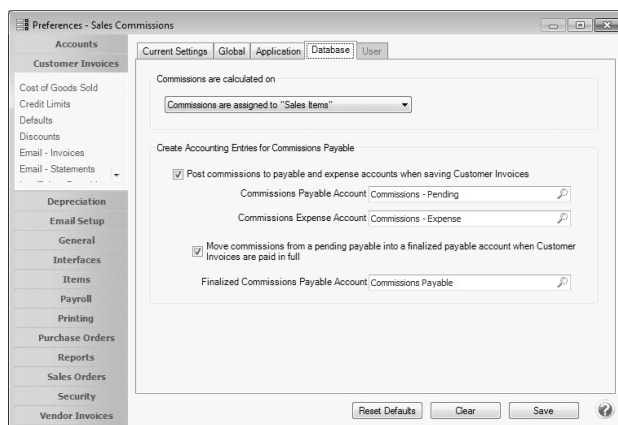 Preferences - Sales Commissions
Accounts
Customer Invoices
Cost of Goods Sold
Credit Limits
Defaults
Discounts
Email - Invoices
Email - Statements
Depreciation
Email Setup
General
Interfaces
Items
Payroll
Printing
Purchase Orders
Reports
Sales Orders
Security
Vendor Invoices
Current Settings Global Application Database User
Commissions are calculated on
Commissions are assigned to "Sales Items"
Create Accounting Entries for Commissions Payable
Post commissions to payable and expense accounts when saving Customer Invoices
Commissions Payable Account Commissions - Pending
Commissions Expense Account Commissions - Expense
Move commissions from a pending payable into a finalized payable account when Customer
Invoices are paid in full
Finalized Commissions Payable Account Commissions Payable
Reset Defaults Clear Save